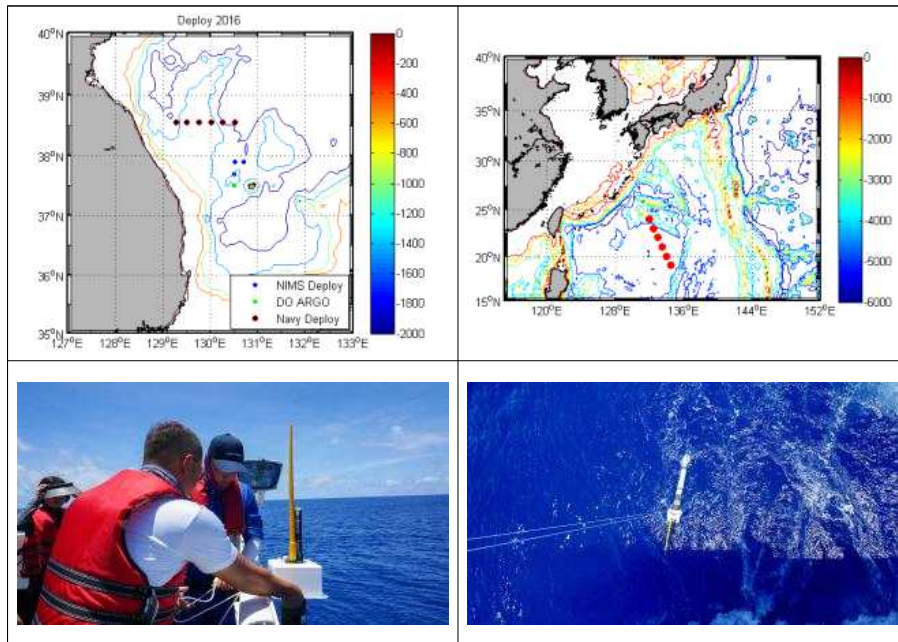 Deploy 2016
40°N
39°N
38°N
37°N
36°N
35°N
127°E 128°E 129°E 130°E 131°E 132°E 133°E
0
-200
-400
-600
-800
-1000
-1200
-1400
-1600
-1800
-2000
NIMS Deploy
DO ARGO
Navy Deploy
40°N
35°N
30°N
25°N
20°N
15°N
120°E 128°E 136°E 144°E 152°E
0
-1000
-2000
-3000
-4000
-5000
-6000